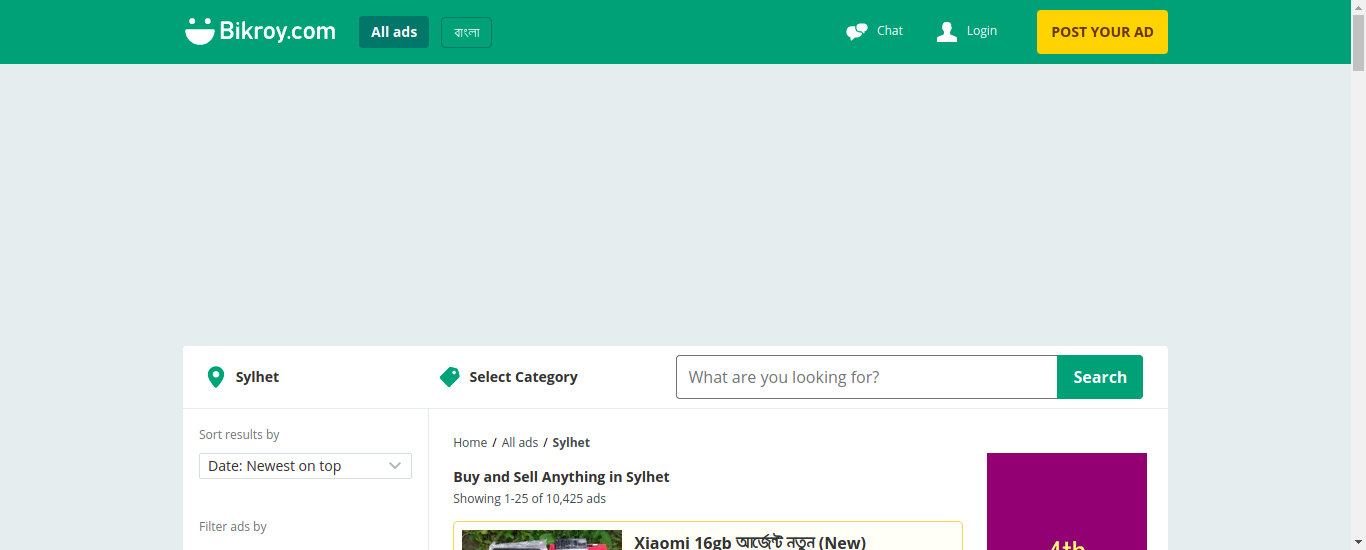 Bikroy.com
All ads
বাংলা
Chat
Login
POST YOUR AD
Sylhet
Select Category
What are you looking for?
Search
Sort results by
Date: Newest on top
Filter ads by
Home / All ads / Sylhet
Buy and Sell Anything in Sylhet
Showing 1-25 of 10,425 ads
Xiaomi 16gb আর্জেন্ট নতুন (New)
4th